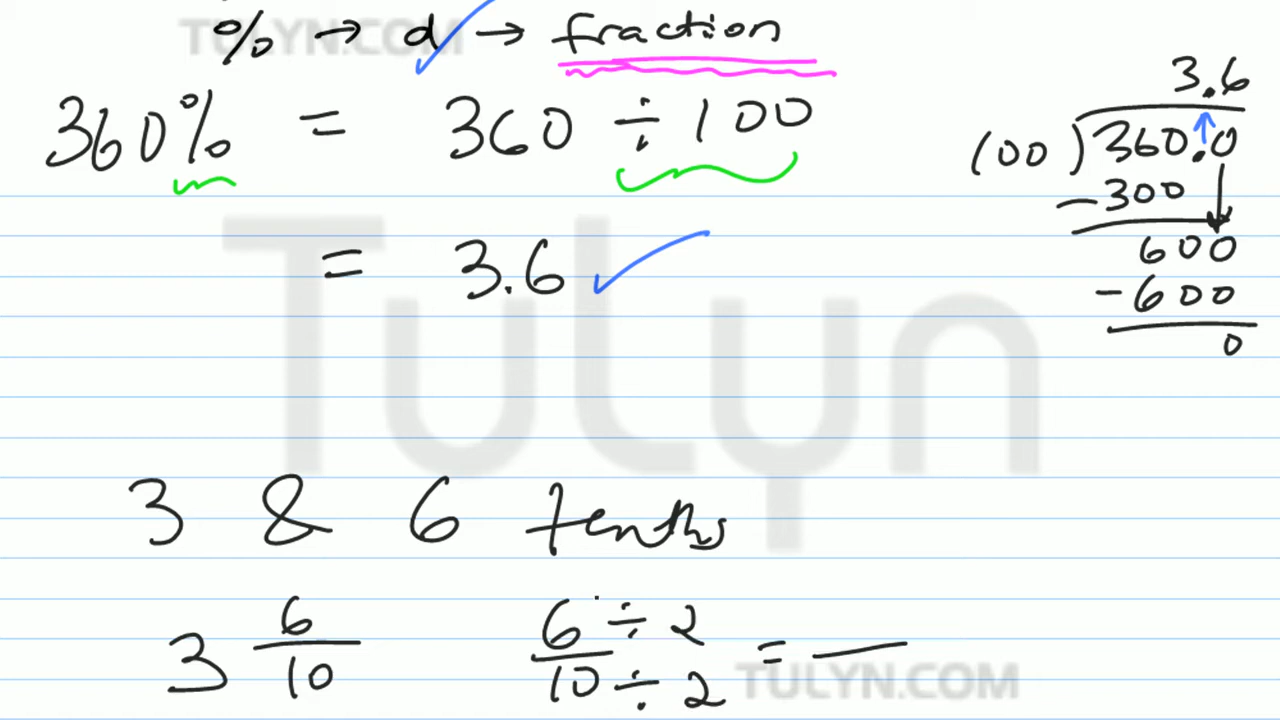 % → d → fraction
360% = 360 ÷ 100
= 3.6
3.6
100 ) 360.0
- 300
600
- 600
0
3 & 6 tenths
3 6/10 6 ÷ 2 / 10 ÷ 2 = —
TULYN.COM
TuLyn
TULYN.COM